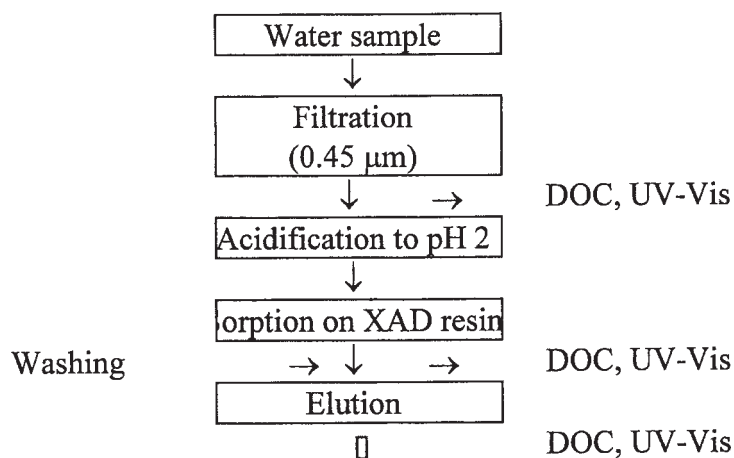 Water sample
↓
Filtration
(0.45 μm)
↓ → DOC, UV-Vis
Acidification to pH 2
↓
orption on XAD resin
Washing → ↓ → DOC, UV-Vis
Elution
▯ DOC, UV-Vis